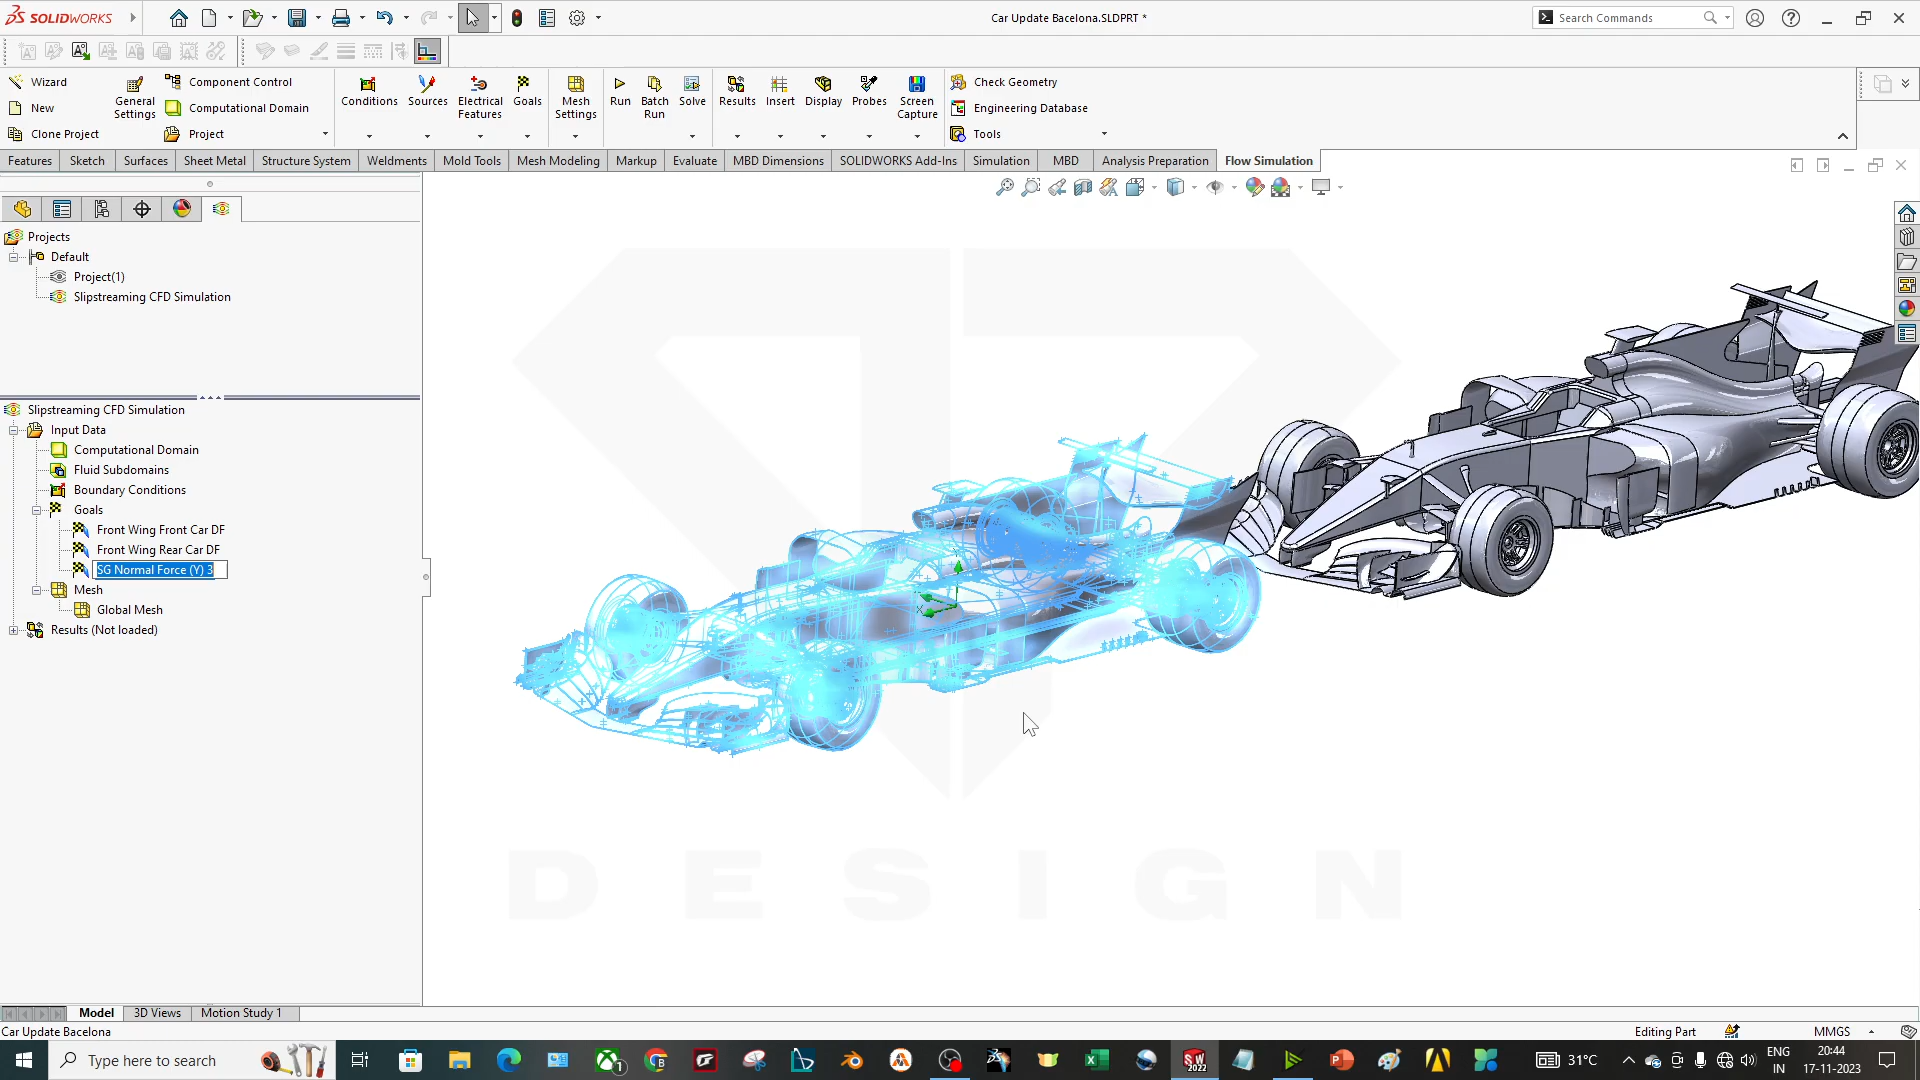 SOLIDWORKS
Car Update Bacelona.SLDPRT *
Search Commands
Wizard
New
Clone Project
General Settings
Component Control
Computational Domain
Project
Conditions
Sources
Electrical Features
Goals
Mesh Settings
Run
Batch Run
Solve
Results
Insert
Display
Probes
Screen Capture
Check Geometry
Engineering Database
Tools
Features Sketch Surfaces Sheet Metal Structure System Weldments Mold Tools Mesh Modeling Markup Evaluate MBD Dimensions SOLIDWORKS Add-Ins Simulation MBD Analysis Preparation Flow Simulation
Projects
Default
Project(1)
Slipstreaming CFD Simulation
Slipstreaming CFD Simulation
Input Data
Computational Domain
Fluid Subdomains
Boundary Conditions
Goals
Front Wing Front Car DF
Front Wing Rear Car DF
SG Normal Force (Y) 3
Mesh
Global Mesh
Results (Not loaded)
DESIGN
Model 3D Views Motion Study 1
Car Update Bacelona
Editing Part
MMGS
Type here to search
31°C
ENG
IN
20:44
17-11-2023